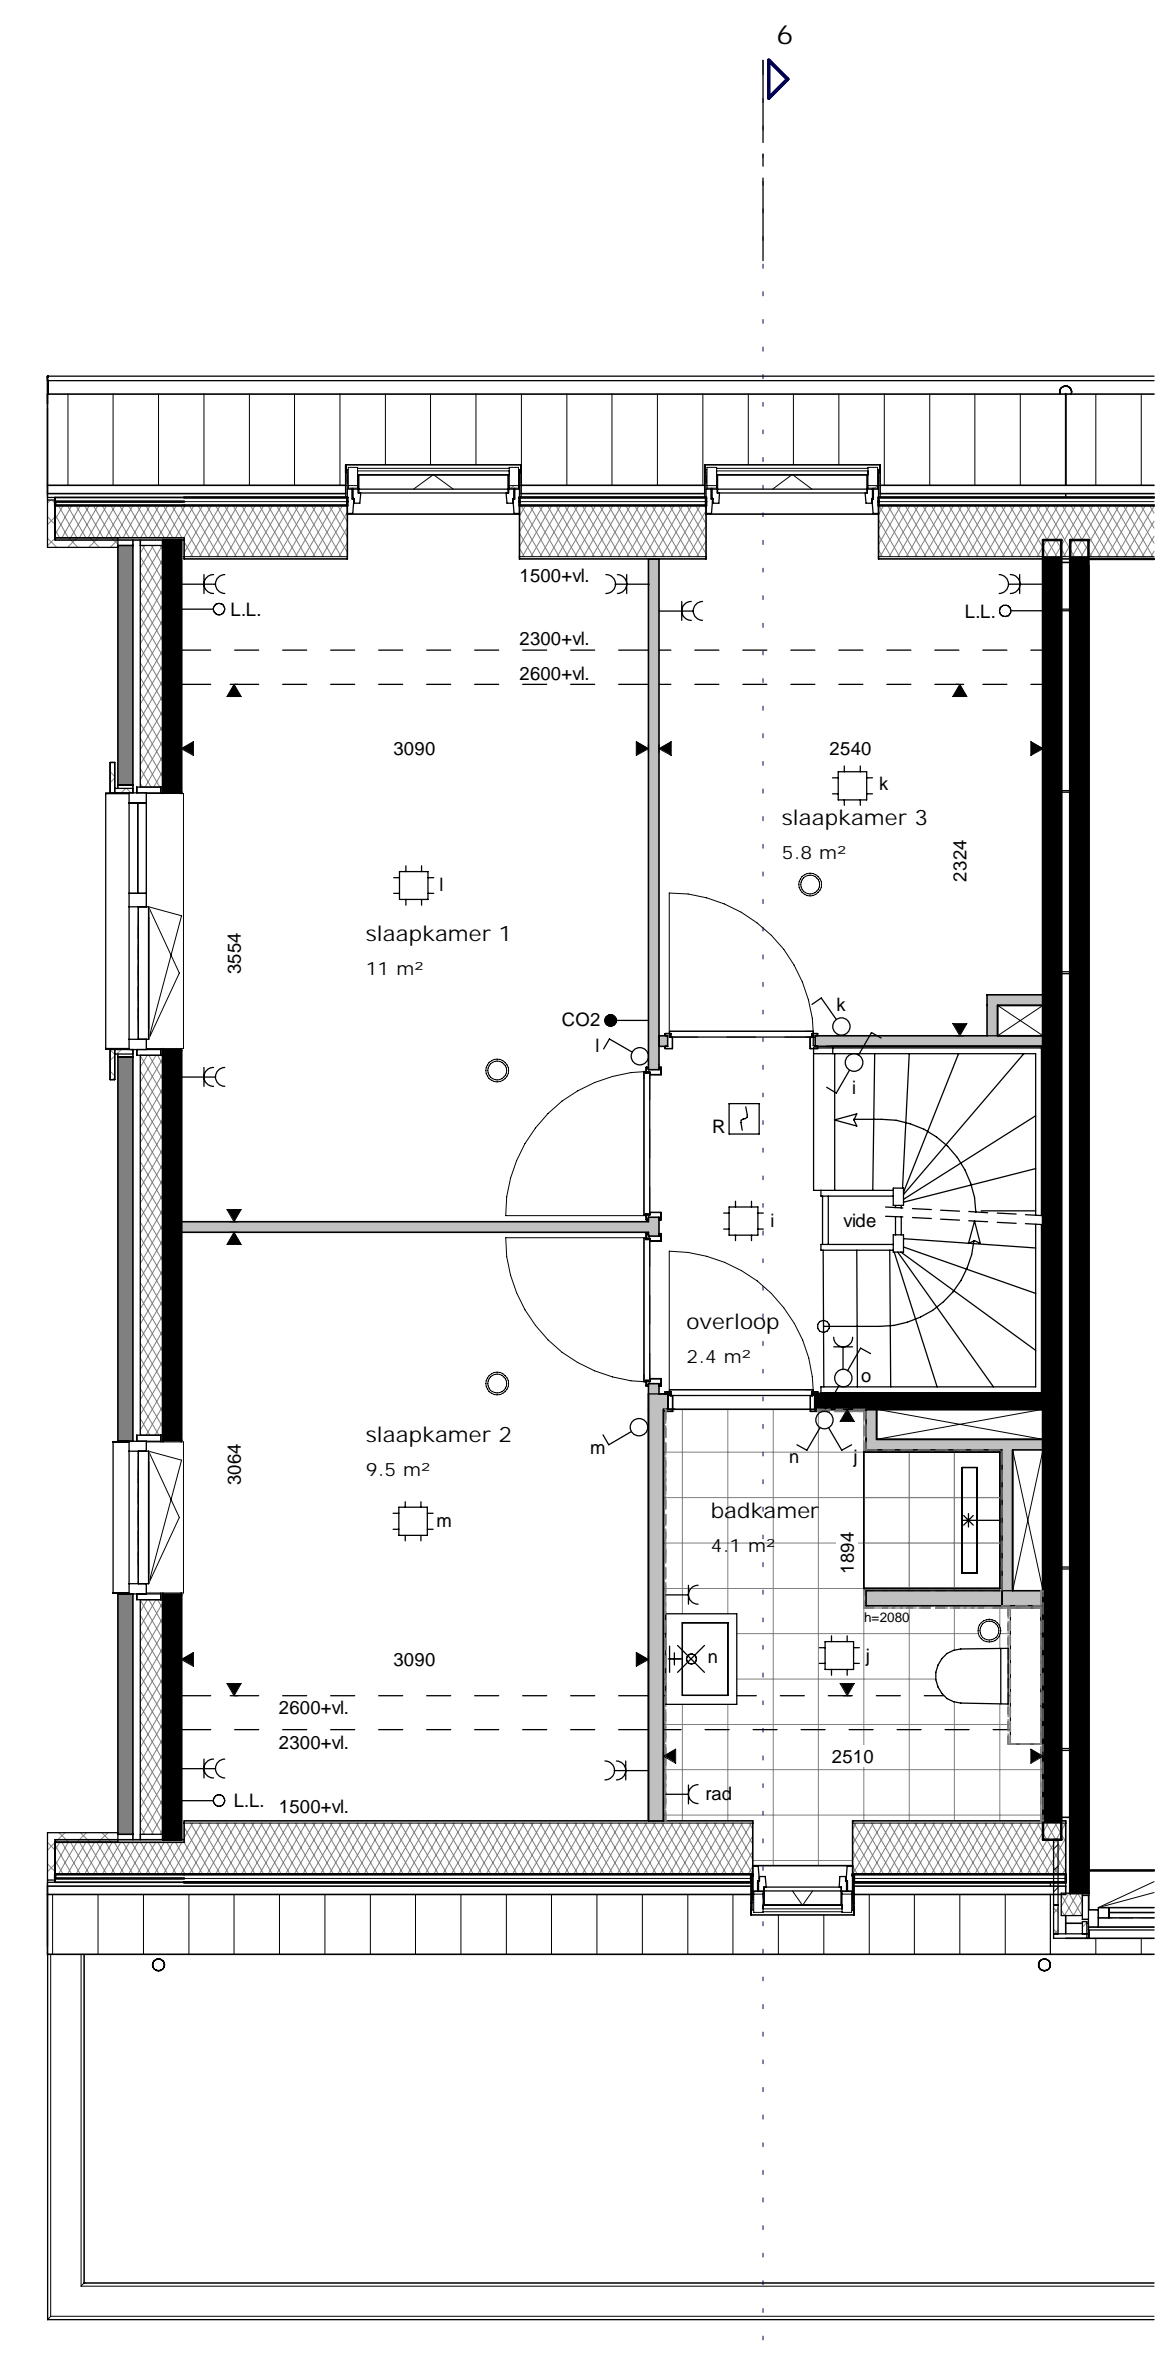 6
1500+vl.
L.L.
L.L.
2300+vl.
2600+vl.
3090
2540
k
slaapkamer 3
5.8 m²
2324
l
slaapkamer 1
11 m²
3554
k
CO2
l
i
R
i
vide
overloop
2.4 m²
o
slaapkamer 2
9.5 m²
m
n
j
3064
m
badkamer
4.1 m²
1894
h=2080
3090
n
j
2600+vl.
2300+vl.
2510
L.L.
1500+vl.
rad